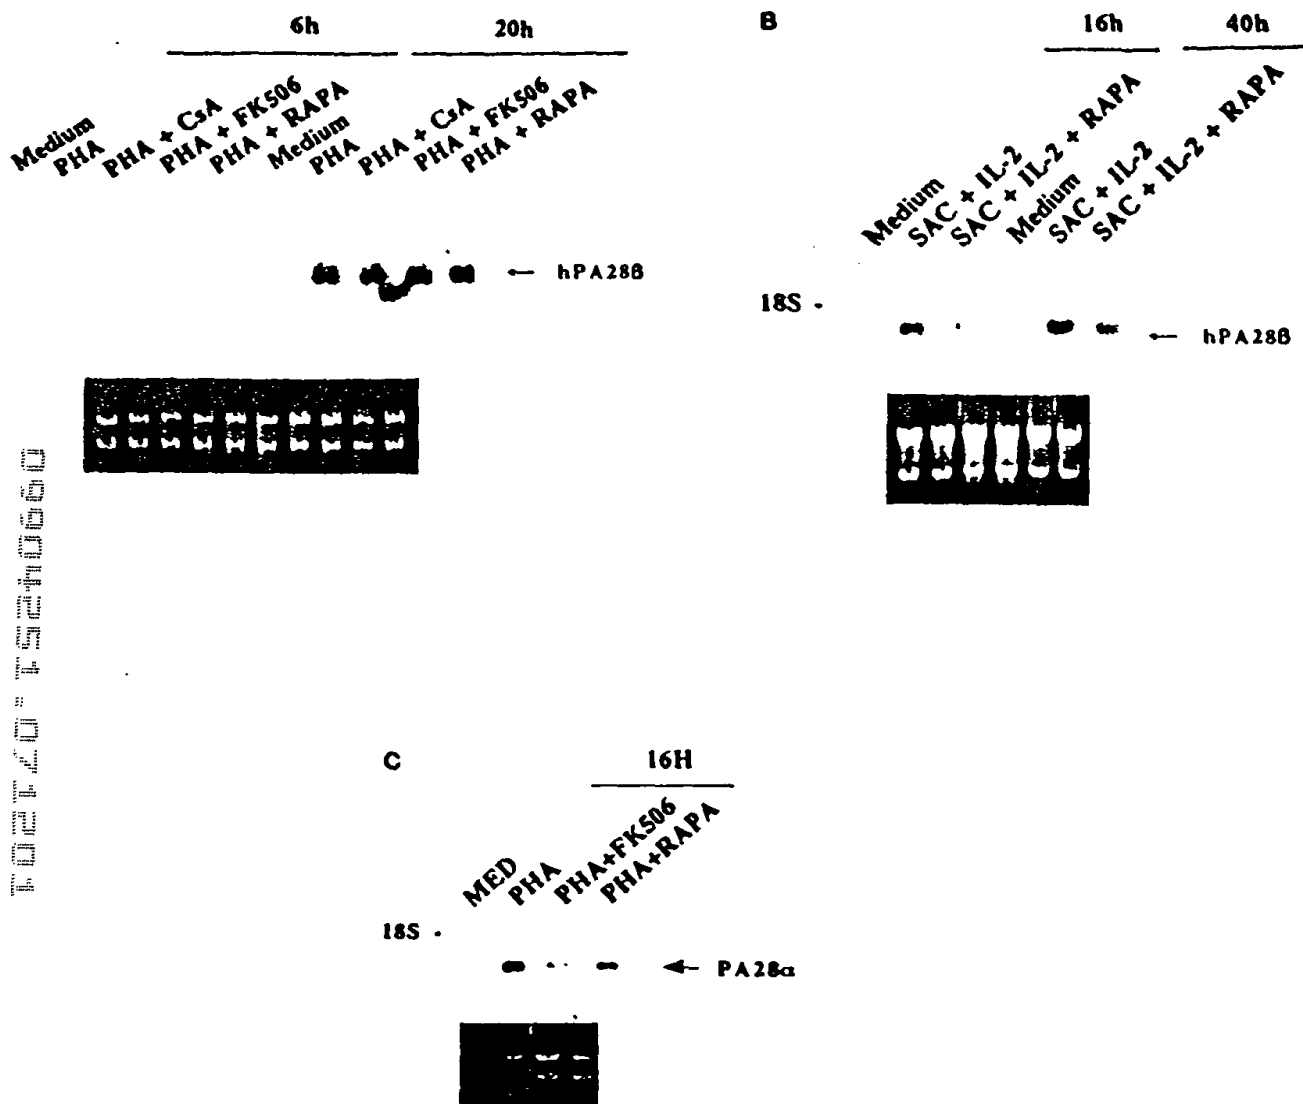 6h
20h
Medium
PHA
PHA + CsA
PHA + FK506
PHA + RAPA
Medium
PHA
PHA + CsA
PHA + FK506
PHA + RAPA
← hPA28B
B
16h
40h
Medium
SAC + IL-2
SAC + IL-2 + RAPA
Medium
SAC + IL-2
SAC + IL-2 + RAPA
18S -
← hPA28B
09904251.071201
C
16H
MED
PHA
PHA+FK506
PHA+RAPA
18S -
← PA28α